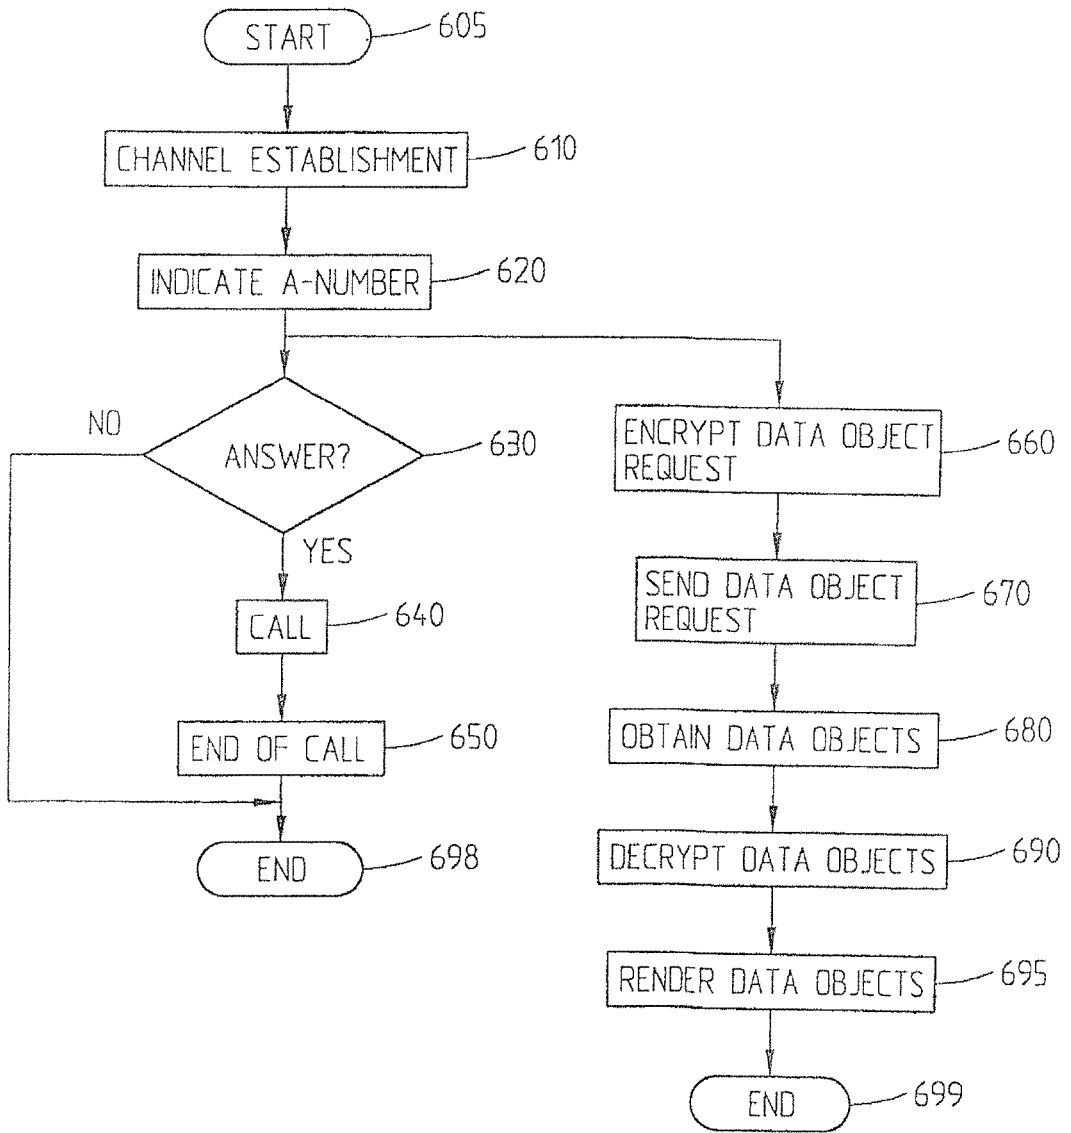 START
605
CHANNEL ESTABLISHMENT
610
INDICATE A-NUMBER
620
NO
ANSWER?
630
YES
CALL
640
END OF CALL
650
END
698
ENCRYPT DATA OBJECT
REQUEST
660
SEND DATA OBJECT
REQUEST
670
OBTAIN DATA OBJECTS
680
DECRYPT DATA OBJECTS
690
RENDER DATA OBJECTS
695
END
699